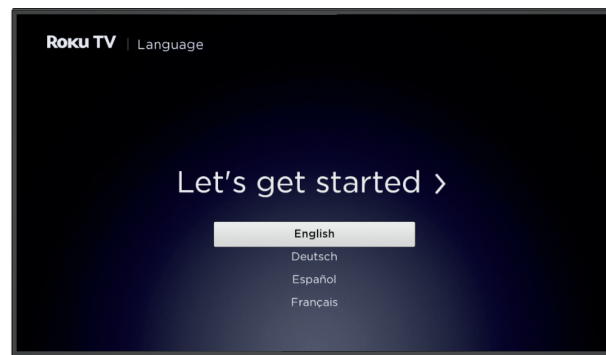 Roku TV | Language
Let's get started >
English
Deutsch
Español
Français